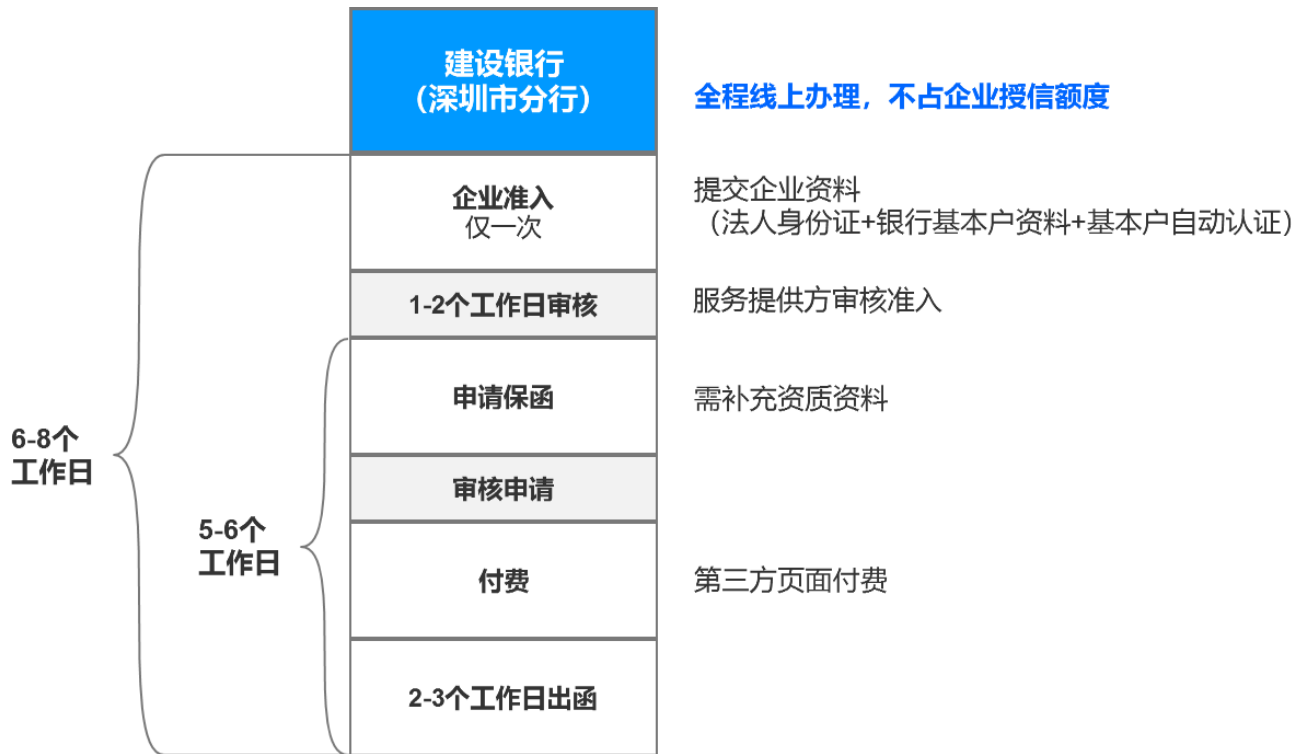 建设银行
（深圳市分行）
全程线上办理，不占企业授信额度
企业准入
仅一次
提交企业资料
（法人身份证+银行基本户资料+基本户自动认证）
1-2个工作日审核
服务提供方审核准入
申请保函
需补充资质资料
6-8个
工作日
审核申请
5-6个
工作日
付费
第三方页面付费
2-3个工作日出函